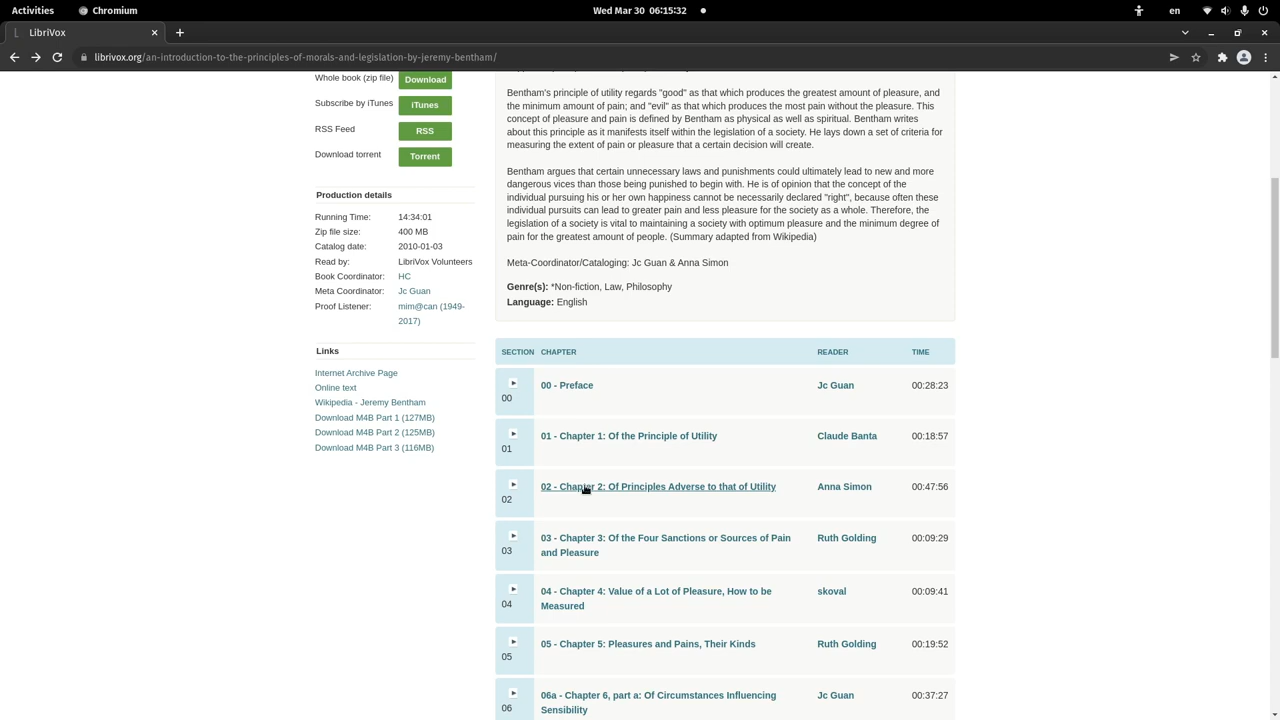 Activities
Chromium
Wed Mar 30 06:15:32
en
LibriVox
librivox.org/an-introduction-to-the-principles-of-morals-and-legislation-by-jeremy-bentham/
Whole book (zip file) Download
Subscribe by iTunes iTunes
RSS Feed RSS
Download torrent Torrent
Production details
Running Time: 14:34:01
Zip file size: 400 MB
Catalog date: 2010-01-03
Read by: LibriVox Volunteers
Book Coordinator: HC
Meta Coordinator: Jc Guan
Proof Listener: mim@can (1949-
2017)
Links
Internet Archive Page
Online text
Wikipedia - Jeremy Bentham
Download M4B Part 1 (127MB)
Download M4B Part 2 (125MB)
Download M4B Part 3 (116MB)
Bentham's principle of utility regards "good" as that which produces the greatest amount of pleasure, and
the minimum amount of pain; and "evil" as that which produces the most pain without the pleasure. This
concept of pleasure and pain is defined by Bentham as physical as well as spiritual. Bentham writes
about this principle as it manifests itself within the legislation of a society. He lays down a set of criteria for
measuring the extent of pain or pleasure that a certain decision will create.
Bentham argues that certain unnecessary laws and punishments could ultimately lead to new and more
dangerous vices than those being punished to begin with. He is of opinion that the concept of the
individual pursuing his or her own happiness cannot be necessarily declared "right", because often these
individual pursuits can lead to greater pain and less pleasure for the society as a whole. Therefore, the
legislation of a society is vital to maintaining a society with optimum pleasure and the minimum degree of
pain for the greatest amount of people. (Summary adapted from Wikipedia)
Meta-Coordinator/Cataloging: Jc Guan & Anna Simon
Genre(s): *Non-fiction, Law, Philosophy
Language: English
SECTION CHAPTER READER TIME
00 00 - Preface Jc Guan 00:28:23
01 01 - Chapter 1: Of the Principle of Utility Claude Banta 00:18:57
02 02 - Chapter 2: Of Principles Adverse to that of Utility Anna Simon 00:47:56
03 03 - Chapter 3: Of the Four Sanctions or Sources of Pain Ruth Golding 00:09:29
and Pleasure
04 04 - Chapter 4: Value of a Lot of Pleasure, How to be skoval 00:09:41
Measured
05 05 - Chapter 5: Pleasures and Pains, Their Kinds Ruth Golding 00:19:52
06 06a - Chapter 6, part a: Of Circumstances Influencing Jc Guan 00:37:27
Sensibility